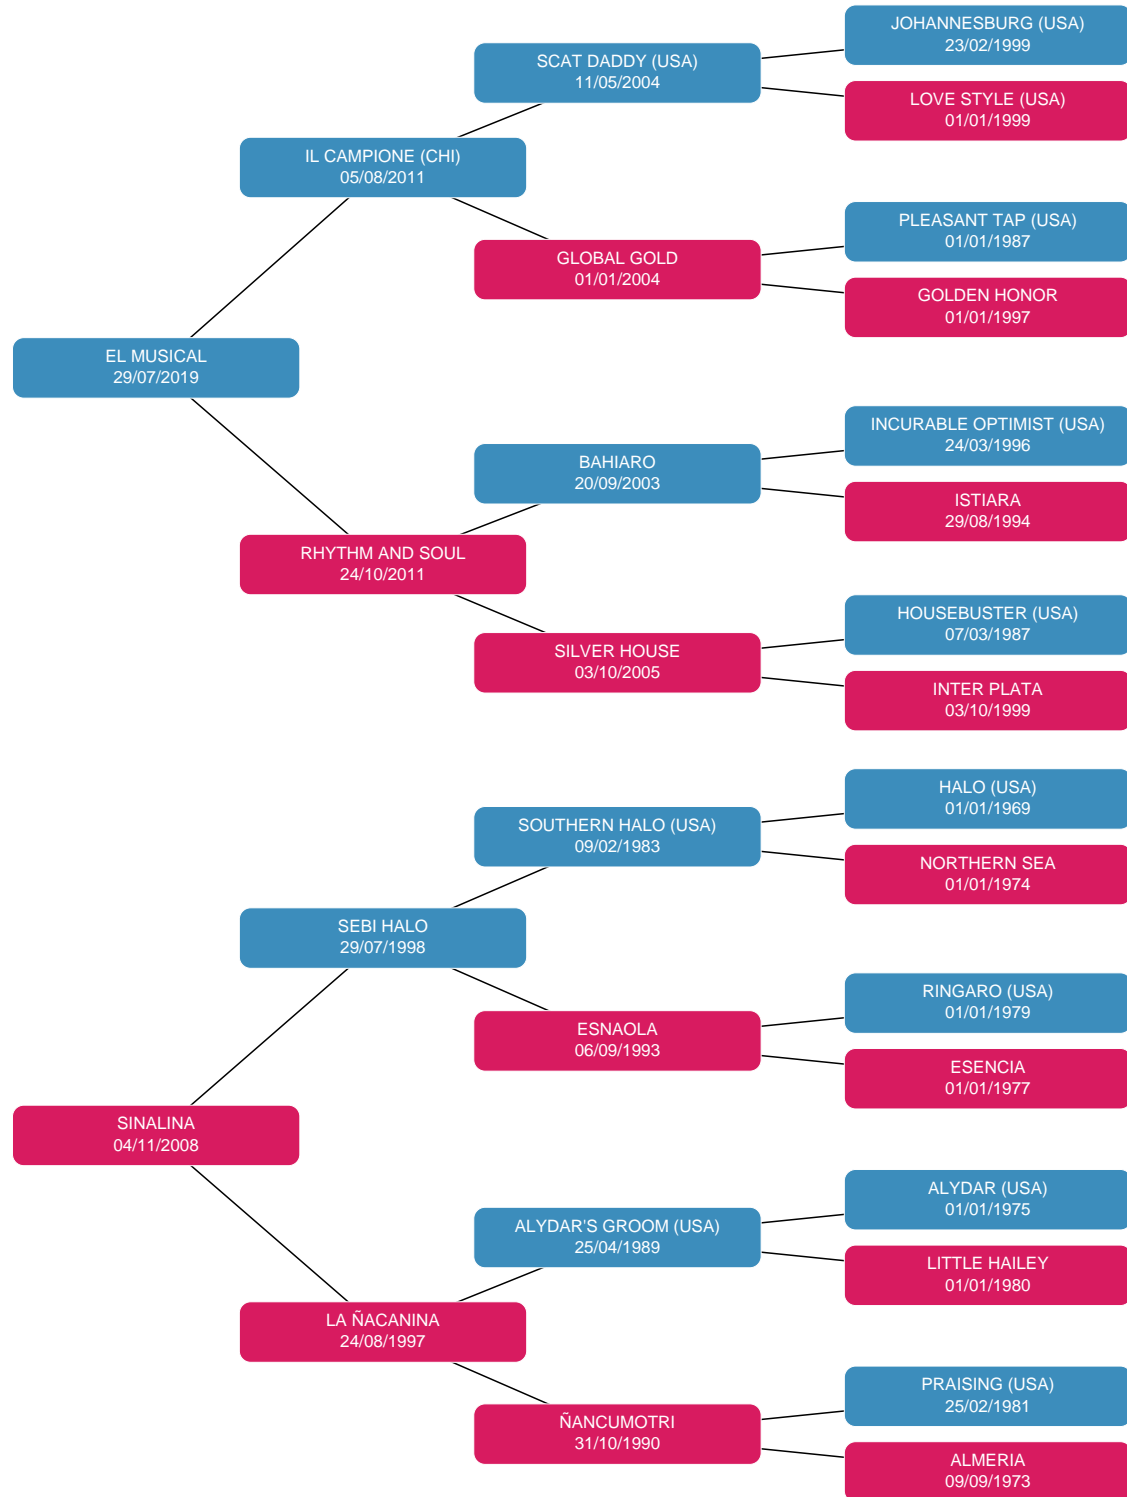 JOHANNESBURG (USA)
23/02/1999
SCAT DADDY (USA)
11/05/2004
LOVE STYLE (USA)
01/01/1999
IL CAMPIONE (CHI)
05/08/2011
PLEASANT TAP (USA)
01/01/1987
GLOBAL GOLD
01/01/2004
GOLDEN HONOR
01/01/1997
EL MUSICAL
29/07/2019
INCURABLE OPTIMIST (USA)
24/03/1996
BAHIARO
20/09/2003
ISTIARA
29/08/1994
RHYTHM AND SOUL
24/10/2011
HOUSEBUSTER (USA)
07/03/1987
SILVER HOUSE
03/10/2005
INTER PLATA
03/10/1999
HALO (USA)
01/01/1969
SOUTHERN HALO (USA)
09/02/1983
NORTHERN SEA
01/01/1974
SEBI HALO
29/07/1998
RINGARO (USA)
01/01/1979
ESNAOLA
06/09/1993
ESENCIA
01/01/1977
SINALINA
04/11/2008
ALYDAR (USA)
01/01/1975
ALYDAR'S GROOM (USA)
25/04/1989
LITTLE HAILEY
01/01/1980
LA ÑACANINA
24/08/1997
PRAISING (USA)
25/02/1981
ÑANCUMOTRI
31/10/1990
ALMERIA
09/09/1973